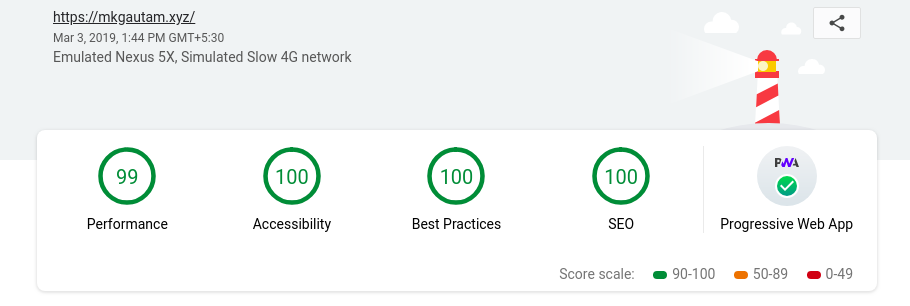 https://mkgautam.xyz/
Mar 3, 2019, 1:44 PM GMT+5:30
Emulated Nexus 5X, Simulated Slow 4G network
99
100
100
100
PWA
Performance
Accessibility
Best Practices
SEO
Progressive Web App
Score scale:
90-100
50-89
0-49